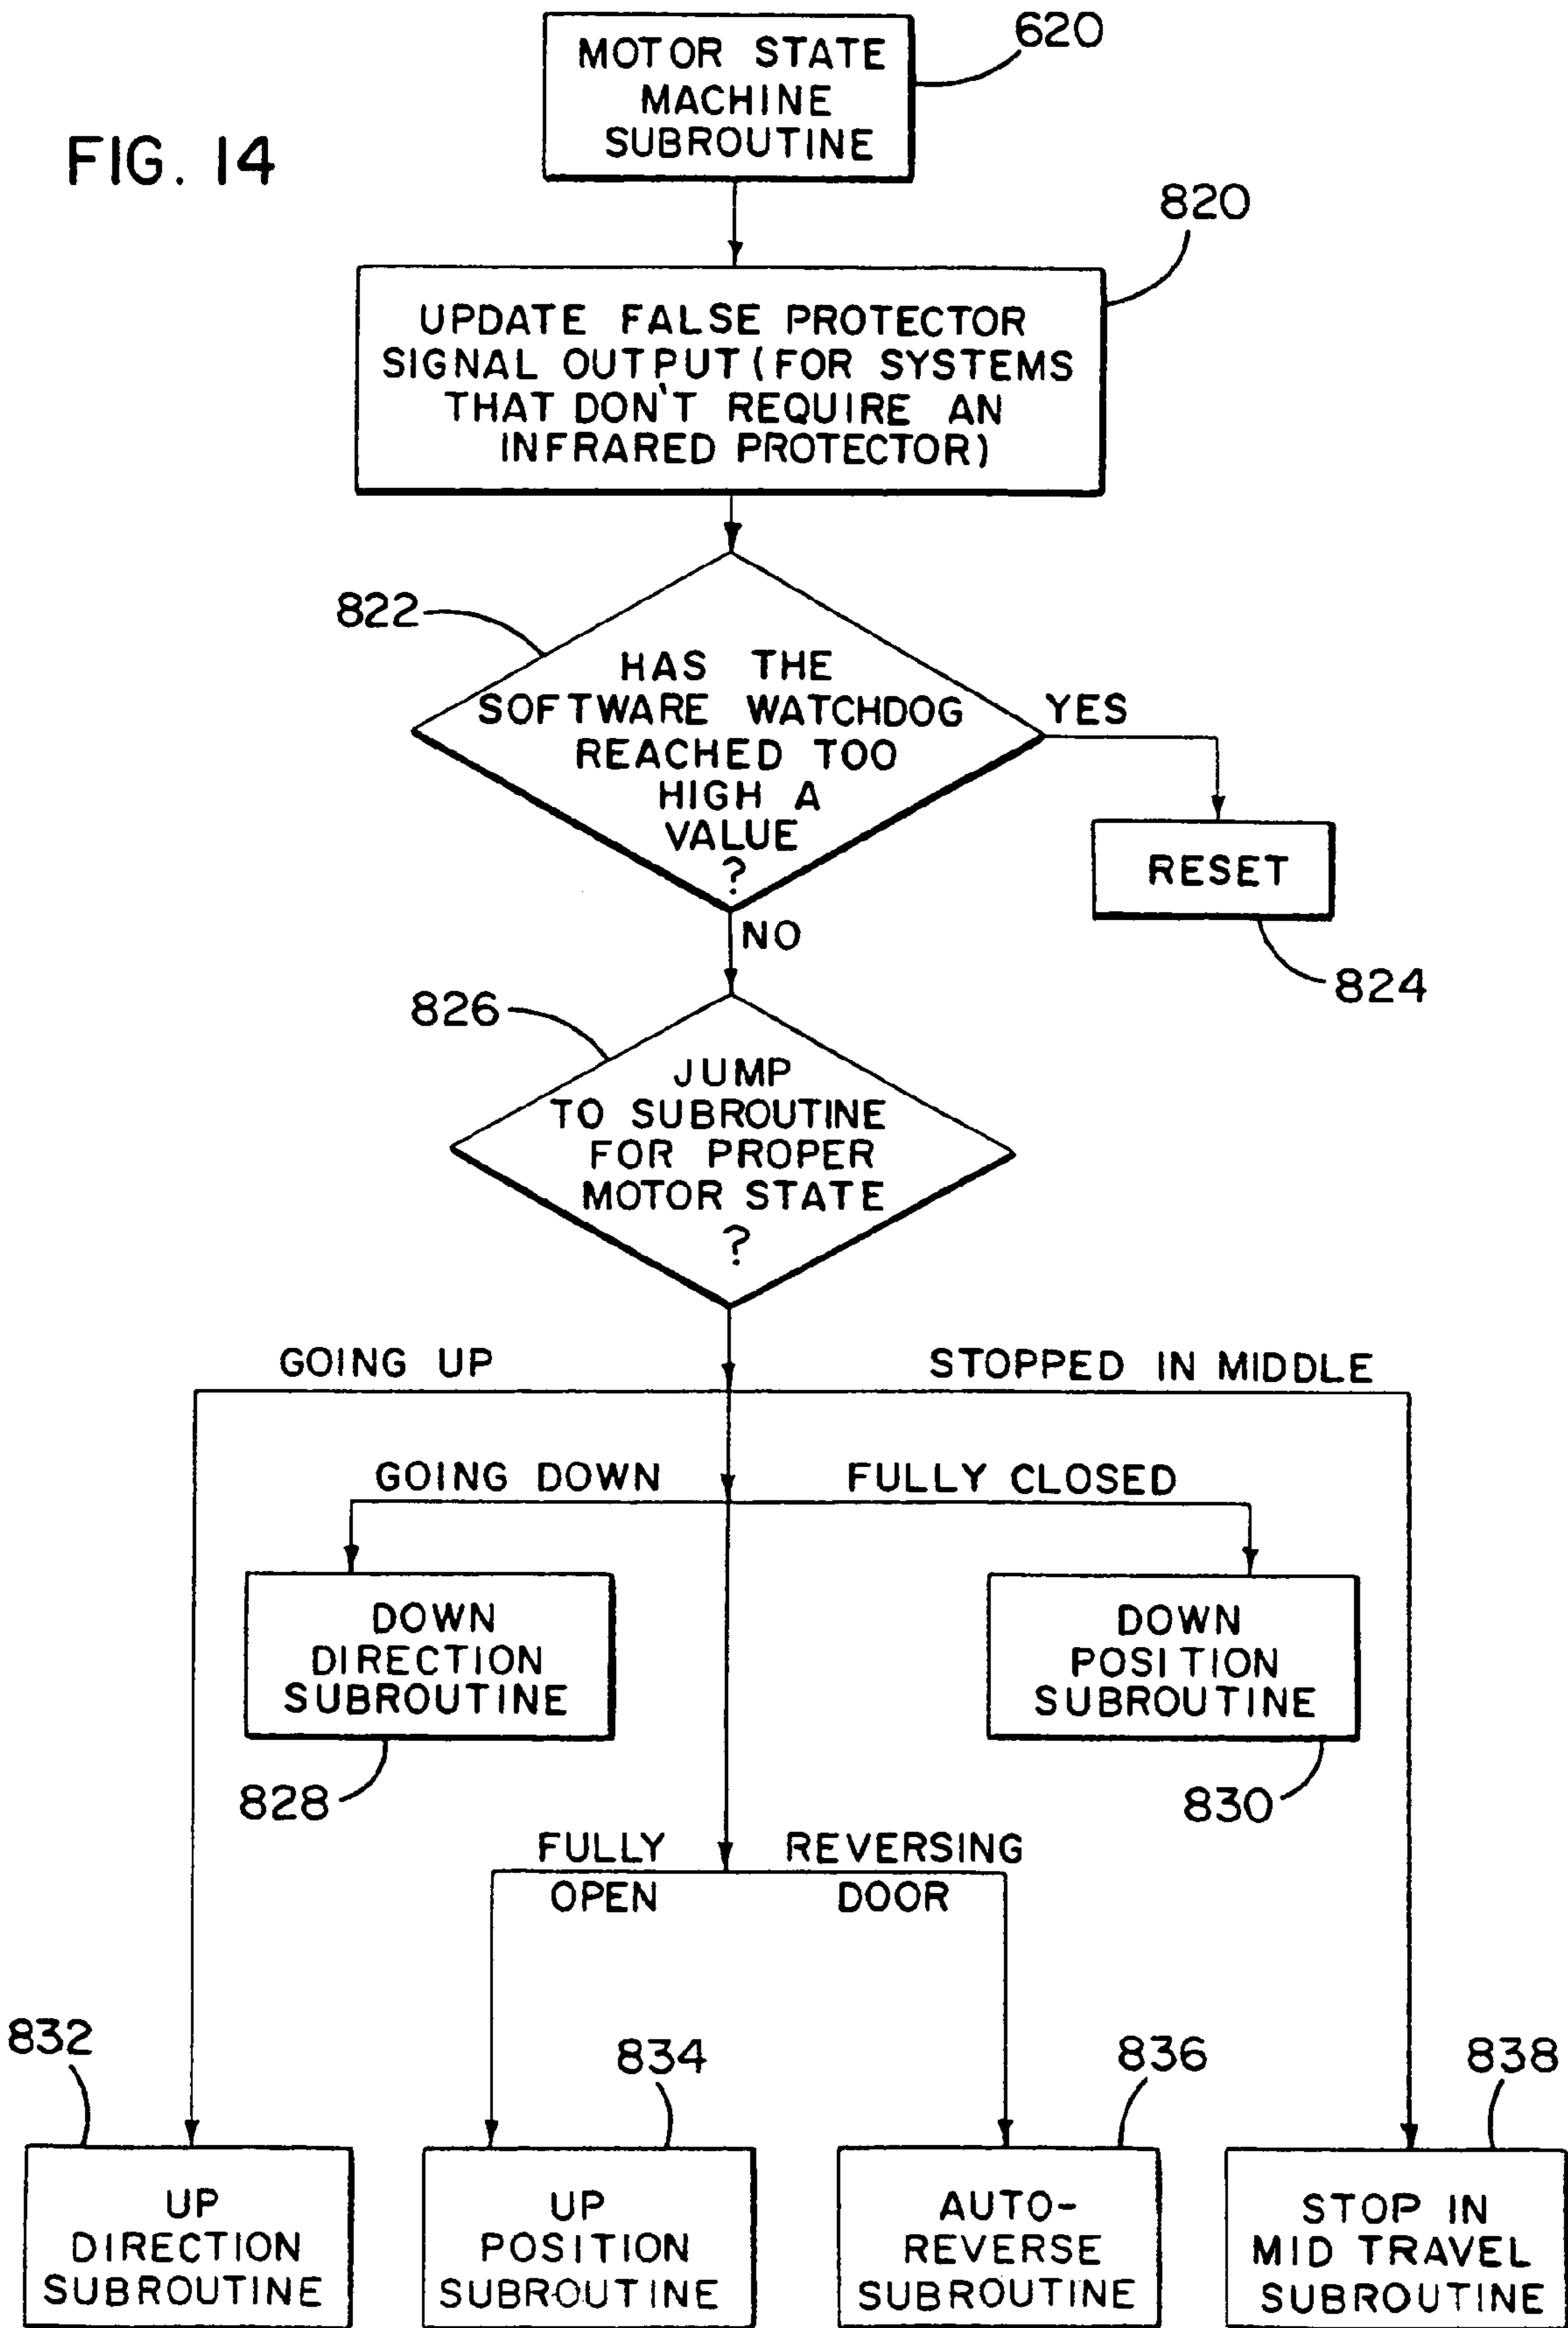 620
MOTOR STATE
MACHINE
SUBROUTINE
FIG. 14
820
UPDATE FALSE PROTECTOR
SIGNAL OUTPUT (FOR SYSTEMS
THAT DON'T REQUIRE AN
INFRARED PROTECTOR)
822
HAS THE
SOFTWARE WATCHDOG
REACHED TOO
HIGH A
VALUE
?
YES
RESET
824
NO
826
JUMP
TO SUBROUTINE
FOR PROPER
MOTOR STATE
?
GOING UP
STOPPED IN MIDDLE
GOING DOWN
FULLY CLOSED
DOWN
DIRECTION
SUBROUTINE
828
DOWN
POSITION
SUBROUTINE
830
FULLY
OPEN
REVERSING
DOOR
832
834
836
838
UP
DIRECTION
SUBROUTINE
UP
POSITION
SUBROUTINE
AUTO-
REVERSE
SUBROUTINE
STOP IN
MID TRAVEL
SUBROUTINE